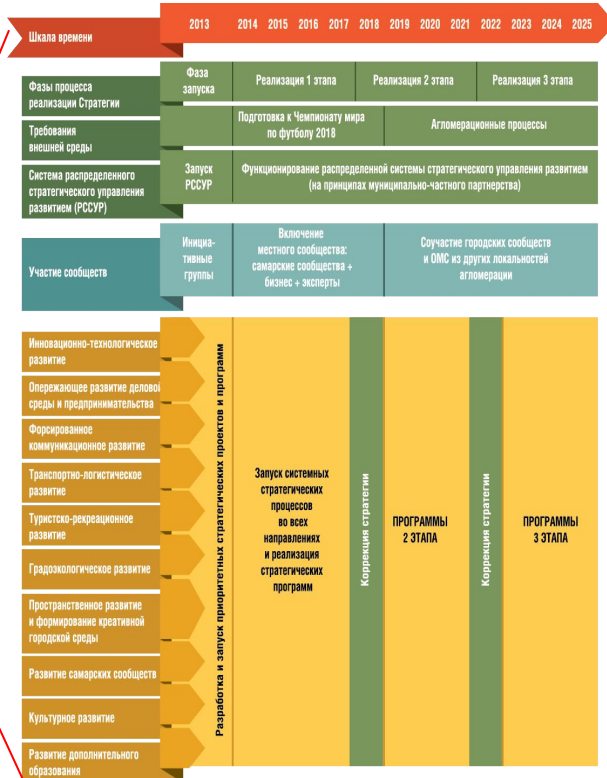 Шкала времени
2013 2014 2015 2016 2017 2018 2019 2020 2021 2022 2023 2024 2025
Фазы процесса
реализации Стратегии
Фаза
запуска
Реализация 1 этапа
Реализация 2 этапа
Реализация 3 этапа
Требования
внешней среды
Подготовка к Чемпионату мира
по футболу 2018
Агломерационные процессы
Система распределенного
стратегического управления
развитием (РССУР)
Запуск
РССУР
Функционирование распределенной системы стратегического управления развитием
(на принципах муниципально-частного партнерства)
Участие сообществ
Инициа-
тивные
группы
Включение
местного сообщества:
самарские сообщества +
бизнес + эксперты
Соучастие городских сообществ
и ОМС из других локальностей
агломерации
Инновационно-технологическое
развитие
Опережающее развитие деловой
среды и предпринимательства
Форсированное
коммуникационное развитие
Транспортно-логистическое
развитие
Туристско-рекреационное
развитие
Градоэкологическое развитие
Пространственное развитие
и формирование креативной
городской среды
Развитие самарских сообществ
Культурное развитие
Развитие дополнительного
образования
Разработка и запуск приоритетных стратегических проектов и программ
Запуск системных
стратегических
процессов
во всех
направлениях
и реализация
стратегических
программ
Коррекция стратегии
ПРОГРАММЫ
2 ЭТАПА
Коррекция стратегии
ПРОГРАММЫ
3 ЭТАПА